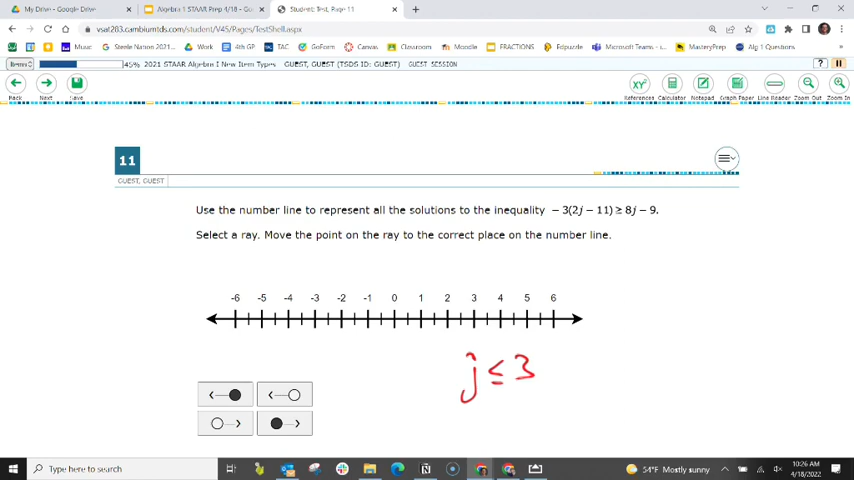 My Drive - Google Drive
Algebra 1 STAAR Prep 4/18 - Go
Student: Test, Page 11
vsat283.cambiumtds.com/student/V45/Pages/TestShell.aspx
LIM
Music
Steele Nation 2021...
Work
4th GP
TAC
GoForm
Canvas
Classroom
Moodle
FRACTIONS
Edpuzzle
Microsoft Teams - i...
MasteryPrep
Alg 1 Questions
Items
45%
2021 STAAR Algebra I New Item Types
GUEST, GUEST (TSDS ID: GUEST)
GUEST SESSION
?
Back
Next
Save
XY²
References
Calculator
Notepad
Graph Paper
Line Reader
Zoom Out
Zoom In
11
GUEST, GUEST
Use the number line to represent all the solutions to the inequality −3(2j − 11) ≥ 8j − 9.
Select a ray. Move the point on the ray to the correct place on the number line.
-6 -5 -4 -3 -2 -1 0 1 2 3 4 5 6
j ≤ 3
Type here to search
54°F Mostly sunny
10:26 AM
4/18/2022